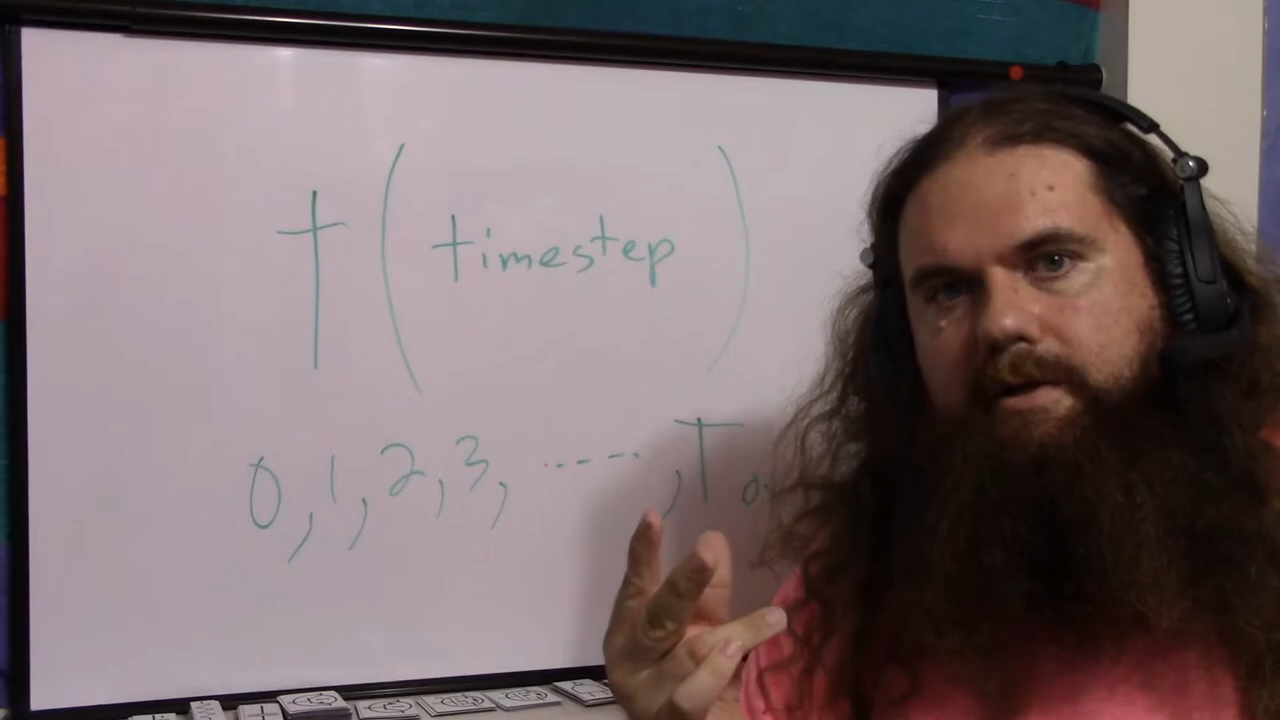 t (timestep)
0, 1, 2, 3, ------, T